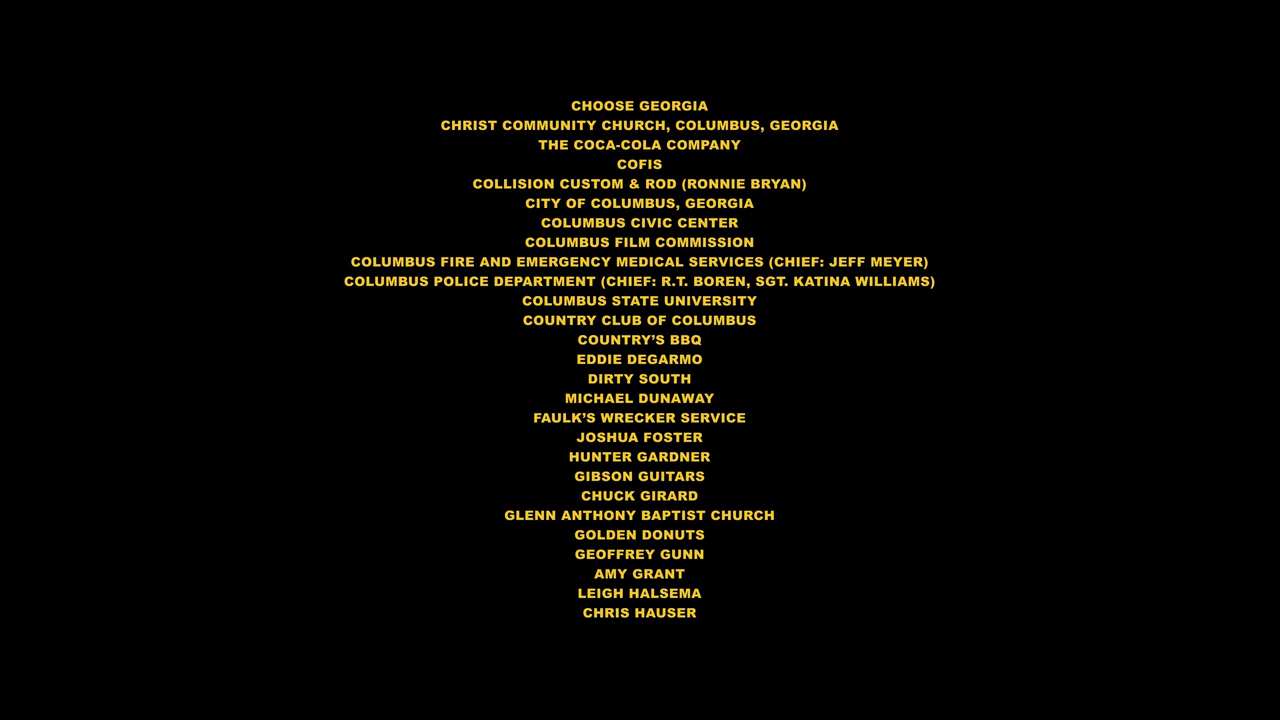 CHOOSE GEORGIA
CHRIST COMMUNITY CHURCH, COLUMBUS, GEORGIA
THE COCA-COLA COMPANY
COFIS
COLLISION CUSTOM & ROD (RONNIE BRYAN)
CITY OF COLUMBUS, GEORGIA
COLUMBUS CIVIC CENTER
COLUMBUS FILM COMMISSION
COLUMBUS FIRE AND EMERGENCY MEDICAL SERVICES (CHIEF: JEFF MEYER)
COLUMBUS POLICE DEPARTMENT (CHIEF: R.T. BOREN, SGT. KATINA WILLIAMS)
COLUMBUS STATE UNIVERSITY
COUNTRY CLUB OF COLUMBUS
COUNTRY’S BBQ
EDDIE DEGARMO
DIRTY SOUTH
MICHAEL DUNAWAY
FAULK’S WRECKER SERVICE
JOSHUA FOSTER
HUNTER GARDNER
GIBSON GUITARS
CHUCK GIRARD
GLENN ANTHONY BAPTIST CHURCH
GOLDEN DONUTS
GEOFFREY GUNN
AMY GRANT
LEIGH HALSEMA
CHRIS HAUSER